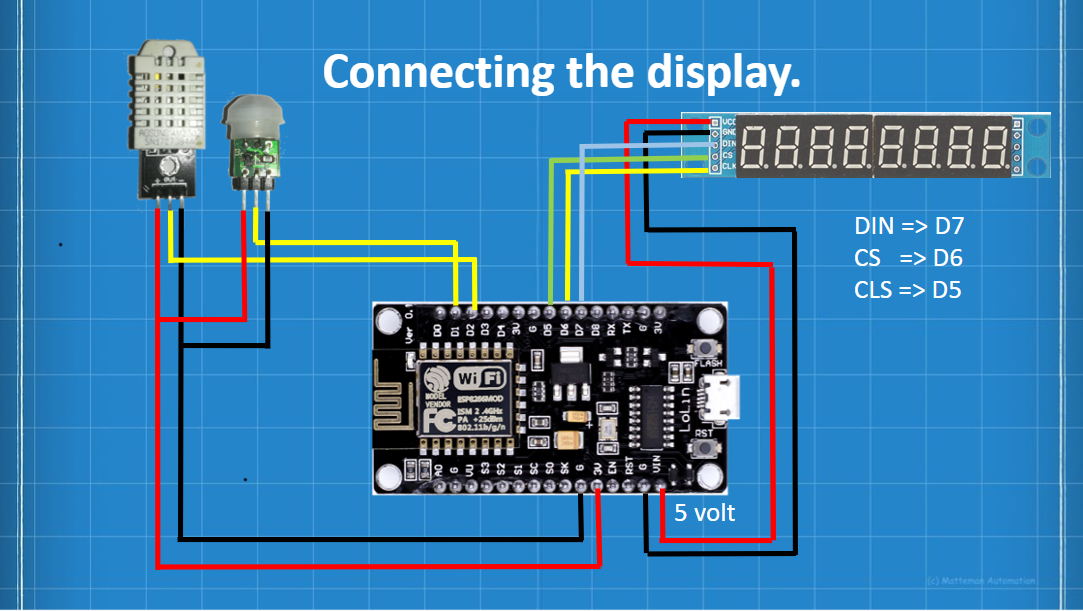 Connecting the display.
+ OUT -
VCC
GND
DIN
CS
CLK
DIN => D7
CS => D6
CLS => D5
Ver 0.1
D0 D1 D2 D3 D4 3V G D5 D6 D7 D8 RX TX G 3V
FLASH
WiFi
MODEL
VENDOR
ESP8266MOD
FC
ISM 2.4GHz
PA +25dBm
802.11b/g/n
LoLin
RST
A0 G VU S3 S2 S1 SC S0 SK G 3V EN RST G VIN
5 volt
(c) Matteman Automation